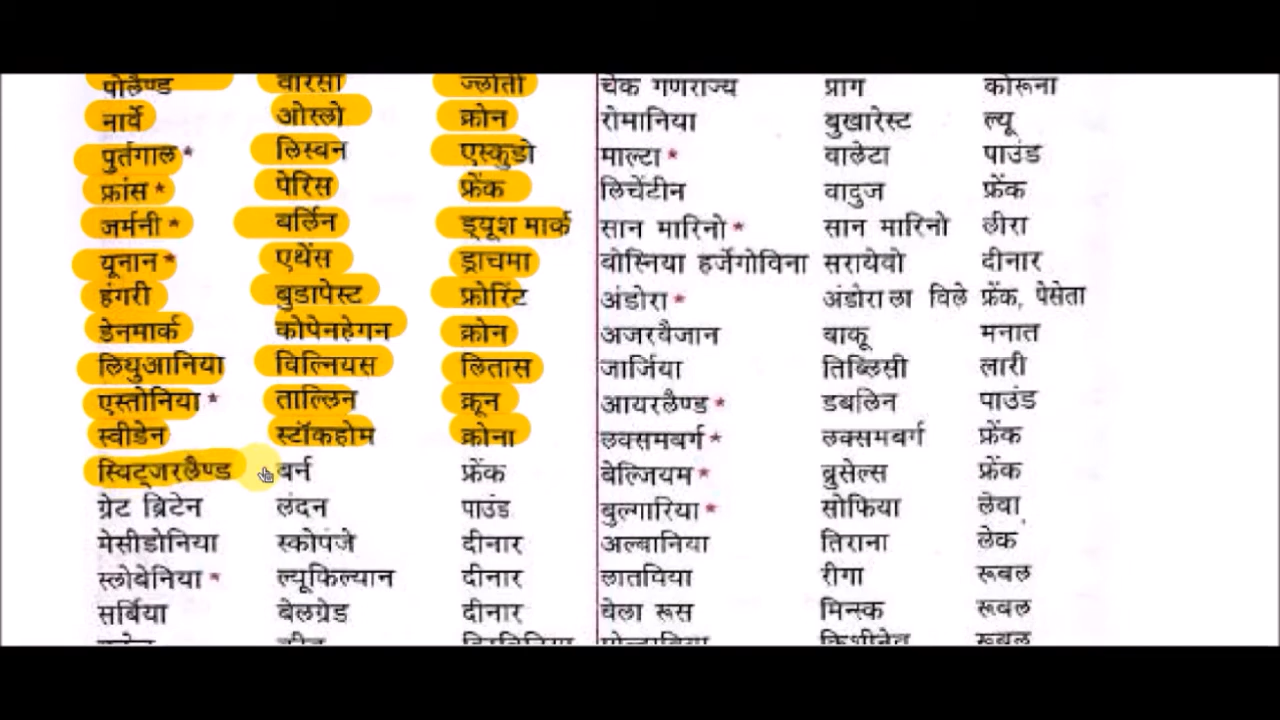 पोलैण्ड वारसा ज्लोती चेक गणराज्य प्राग कोरूना
नार्वे ओस्लो क्रोन रोमानिया बुखारेस्ट ल्यू
पुर्तगाल * लिस्बन एस्कुडो माल्टा * वालेटा पाउंड
फ्रांस * पेरिस फ्रेंक लिचेंटीन वादुज फ्रेंक
जर्मनी * बर्लिन ड्यूश मार्क सान मारिनो * सान मारिनो लीरा
यूनान * एथेंस ड्राचमा बोस्निया हर्जेगोविना सरायेवो दीनार
हंगरी बुडापेस्ट फ्रोरिंट अंडोरा * अंडोरा ला विले फ्रेंक, पेसेता
डेनमार्क कोपेनहेगन क्रोन अजरबैजान बाकू मनात
लिथुआनिया विल्नियस लितास जार्जिया तिब्लिसी लारी
एस्तोनिया * ताल्लिन क्रून आयरलैण्ड * डबलिन पाउंड
स्वीडेन स्टॉकहोम क्रोना लक्समबर्ग * लक्समबर्ग फ्रेंक
स्विट्जरलैण्ड बर्न फ्रेंक बेल्जियम * ब्रुसेल्स फ्रेंक
ग्रेट ब्रिटेन लंदन पाउंड बुल्गारिया * सोफिया लेवा
मेसीडोनिया स्कोपजे दीनार अल्बानिया तिराना लेक
स्लोबेनिया * ल्यूफिल्यान दीनार लातविया रीगा रूबल
सर्बिया बेलग्रेड दीनार बेला रूस मिन्स्क रूबल